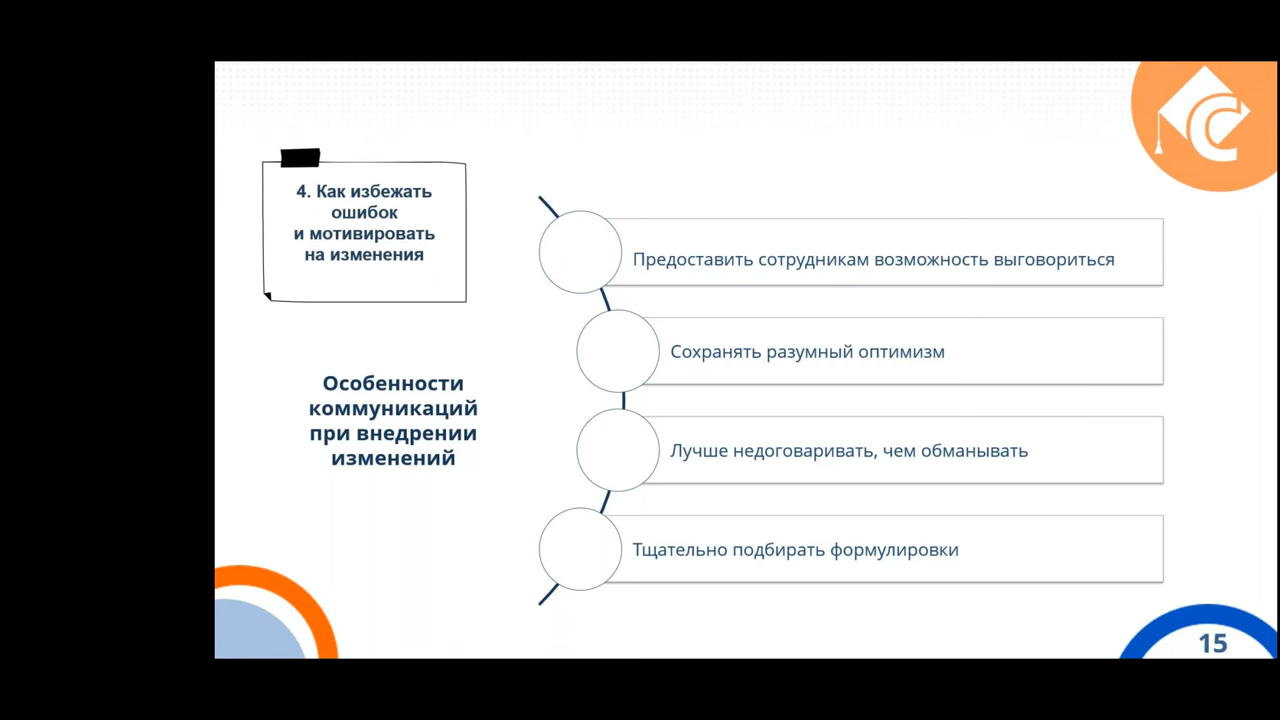 4. Как избежать
ошибок
и мотивировать
на изменения
Особенности
коммуникаций
при внедрении
изменений
Предоставить сотрудникам возможность выговориться
Сохранять разумный оптимизм
Лучше недоговаривать, чем обманывать
Тщательно подбирать формулировки
15